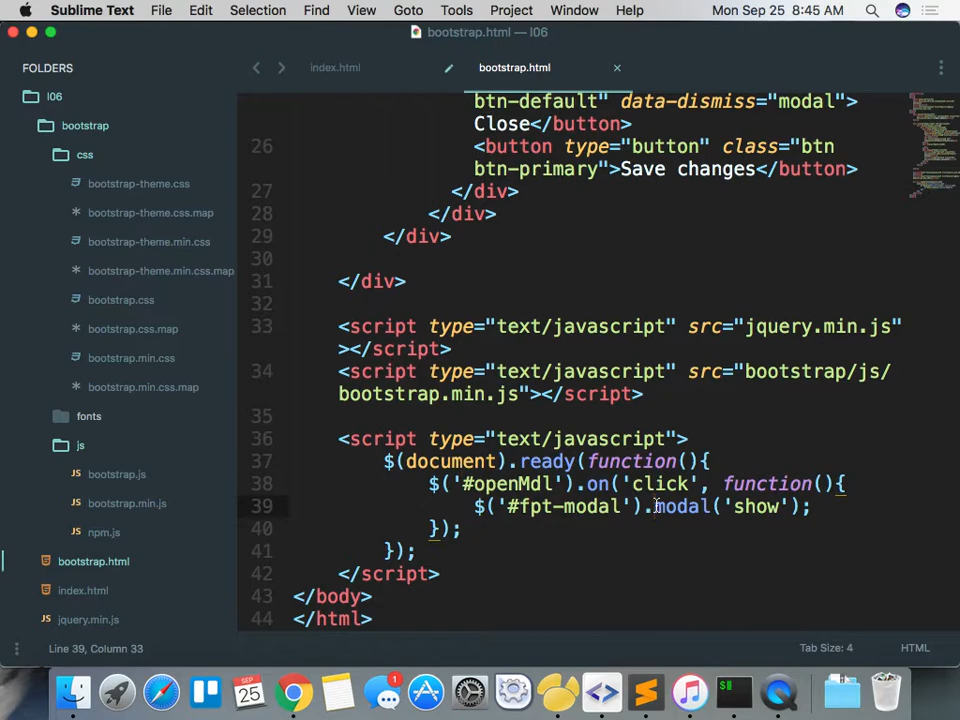 Sublime Text File Edit Selection Find View Goto Tools Project Window Help Mon Sep 25 8:45 AM
bootstrap.html — l06
FOLDERS
l06
bootstrap
css
bootstrap-theme.css
bootstrap-theme.css.map
bootstrap-theme.min.css
bootstrap-theme.min.css.map
bootstrap.css
bootstrap.css.map
bootstrap.min.css
bootstrap.min.css.map
fonts
js
bootstrap.js
bootstrap.min.js
npm.js
bootstrap.html
index.html
jquery.min.js
index.html bootstrap.html
btn-default" data-dismiss="modal">
Close</button>
26 <button type="button" class="btn
btn-primary">Save changes</button>
27 </div>
28 </div>
29 </div>
30
31 </div>
32
33 <script type="text/javascript" src="jquery.min.js"
></script>
34 <script type="text/javascript" src="bootstrap/js/
bootstrap.min.js"></script>
35
36 <script type="text/javascript">
37 $(document).ready(function(){
38 $('#openMdl').on('click', function(){
39 $('#fpt-modal').modal('show');
40 });
41 });
42 </script>
43 </body>
44 </html>
Line 39, Column 33 Tab Size: 4 HTML
SEP
25
1